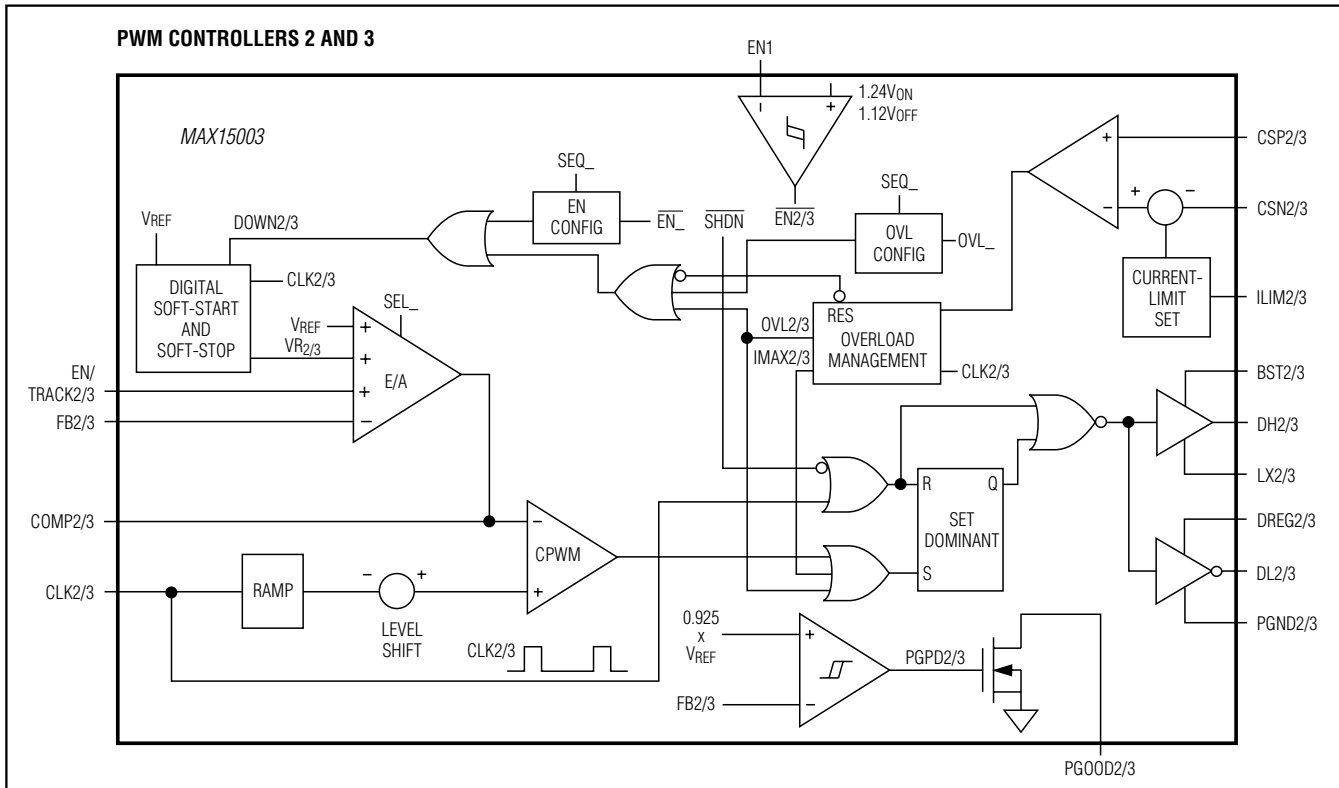 PWM CONTROLLERS 2 AND 3
EN1
1.24VON
1.12VOFF
MAX15003
CSP2/3
SEQ_
SEQ_
VREF
DOWN2/3
EN
CONFIG
EN_
SHDN
EN2/3
OVL
CONFIG
OVL_
CSN2/3
CLK2/3
DIGITAL
SOFT-START
AND
SOFT-STOP
SEL_
VREF
VR2/3
OVL2/3
IMAX2/3
RES
OVERLOAD
MANAGEMENT
CLK2/3
CURRENT-
LIMIT
SET
ILIM2/3
EN/
TRACK2/3
FB2/3
+
+
+
−
E/A
BST2/3
DH2/3
LX2/3
R
Q
SET
DOMINANT
S
COMP2/3
−
CPWM
+
DREG2/3
DL2/3
PGND2/3
CLK2/3
RAMP
−
+
LEVEL
SHIFT
CLK2/3
0.925
x
VREF
+
−
FB2/3
PGPD2/3
PGOOD2/3
−
+
+
−
+
−